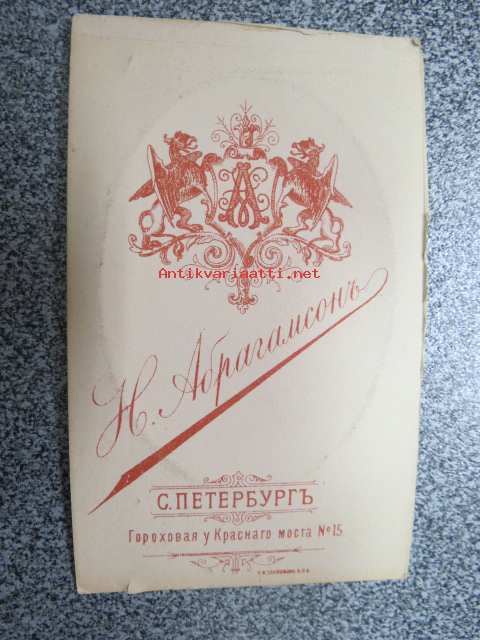 Antikvariaatti.net
Н. Абрагамсонъ
С. ПЕТЕРБУРГЪ
Гороховая у Краснаго моста №15